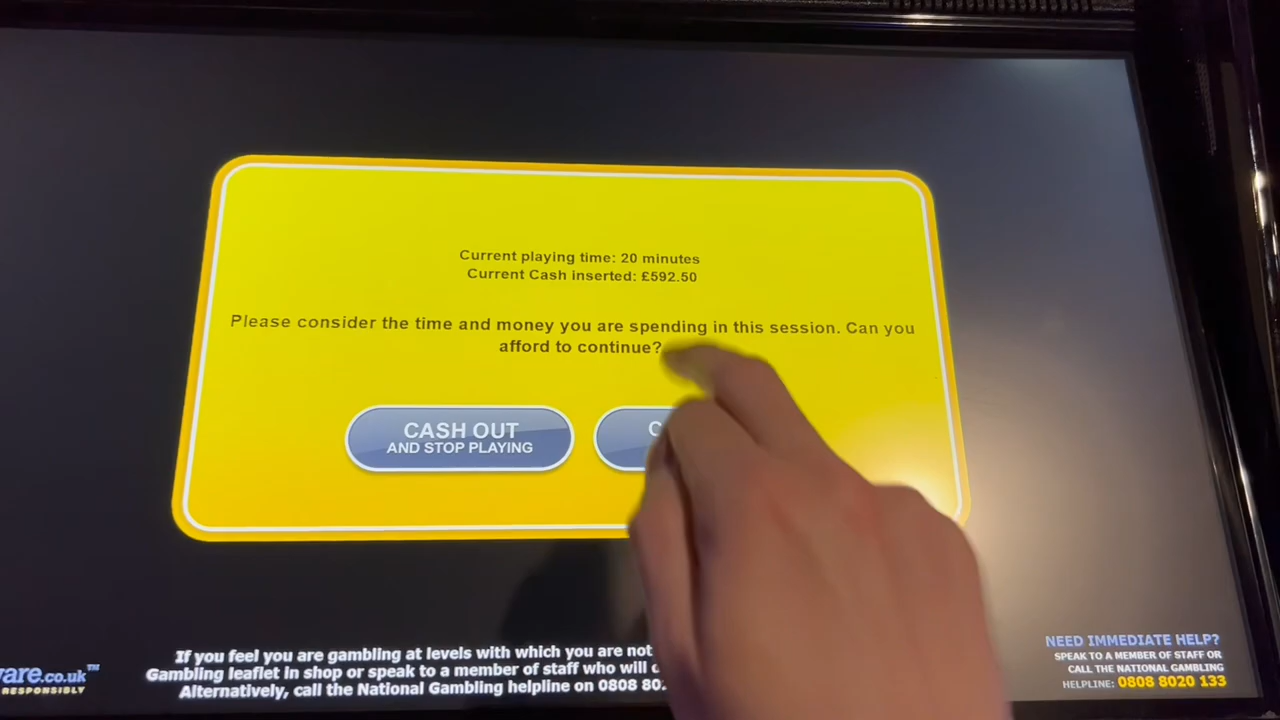 Current playing time: 20 minutes
Current Cash inserted: £592.50
Please consider the time and money you are spending in this session. Can you
afford to continue?
CASH OUT
AND STOP PLAYING
C
If you feel you are gambling at levels with which you are not
Gambling leaflet in shop or speak to a member of staff who will
Alternatively, call the National Gambling helpline on 0808 80
ware.co.uk™
RESPONSIBLY
NEED IMMEDIATE HELP?
SPEAK TO A MEMBER OF STAFF OR
CALL THE NATIONAL GAMBLING
HELPLINE: 0808 8020 133